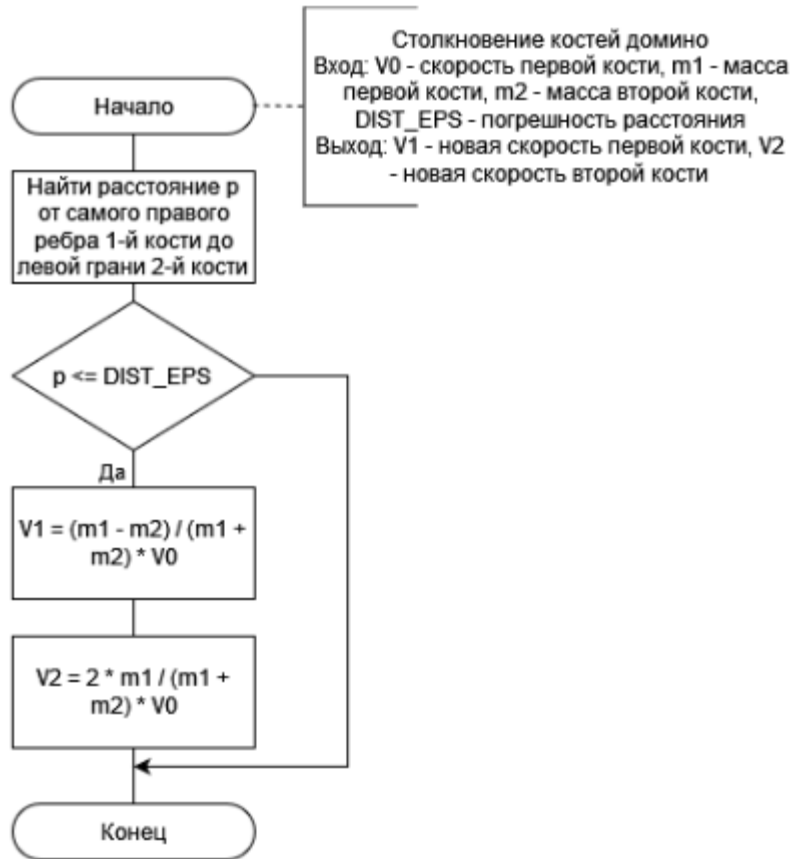 Столкновение костей домино
Вход: V0 - скорость первой кости, m1 - масса
первой кости, m2 - масса второй кости,
DIST_EPS - погрешность расстояния
Выход: V1 - новая скорость первой кости, V2
- новая скорость второй кости
Начало
Найти расстояние p
от самого правого
ребра 1-й кости до
левой грани 2-й кости
p <= DIST_EPS
Да
V1 = (m1 - m2) / (m1 +
m2) * V0
V2 = 2 * m1 / (m1 +
m2) * V0
Конец